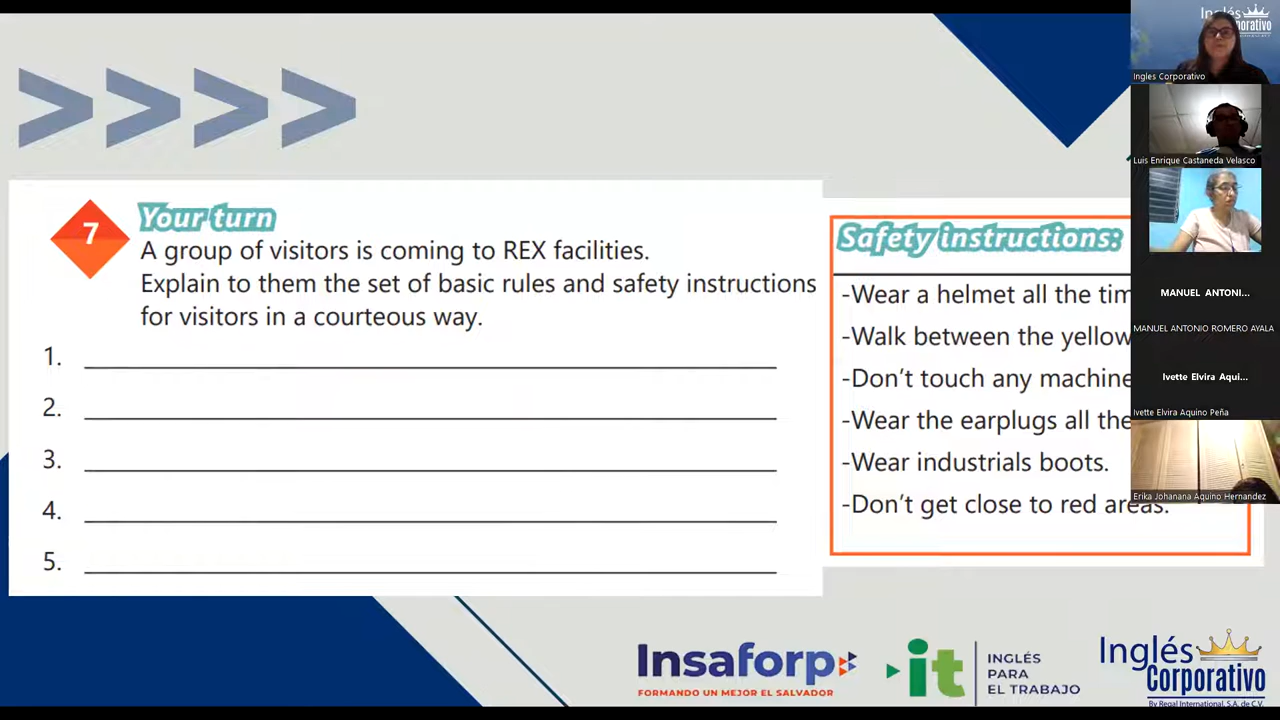 7
Your turn
A group of visitors is coming to REX facilities.
Explain to them the set of basic rules and safety instructions
for visitors in a courteous way.
1.
2.
3.
4.
5.
Safety instructions:
-Wear a helmet all the tim
-Walk between the yellow
-Don't touch any machine
-Wear the earplugs all the
-Wear industrials boots.
-Don't get close to red areas.
Insaforp
FORMANDO UN MEJOR EL SALVADOR
it
INGLÉS
PARA
EL TRABAJO
Inglés
Corporativo
By Regal International, S.A. de C.V.
Ingles Corporativo
Luis Enrique Castaneda Velasco
MANUEL ANTONI...
MANUEL ANTONIO ROMERO AYALA
Ivette Elvira Aqui...
Ivette Elvira Aquino Peña
Erika Johanana Aquino Hernandez